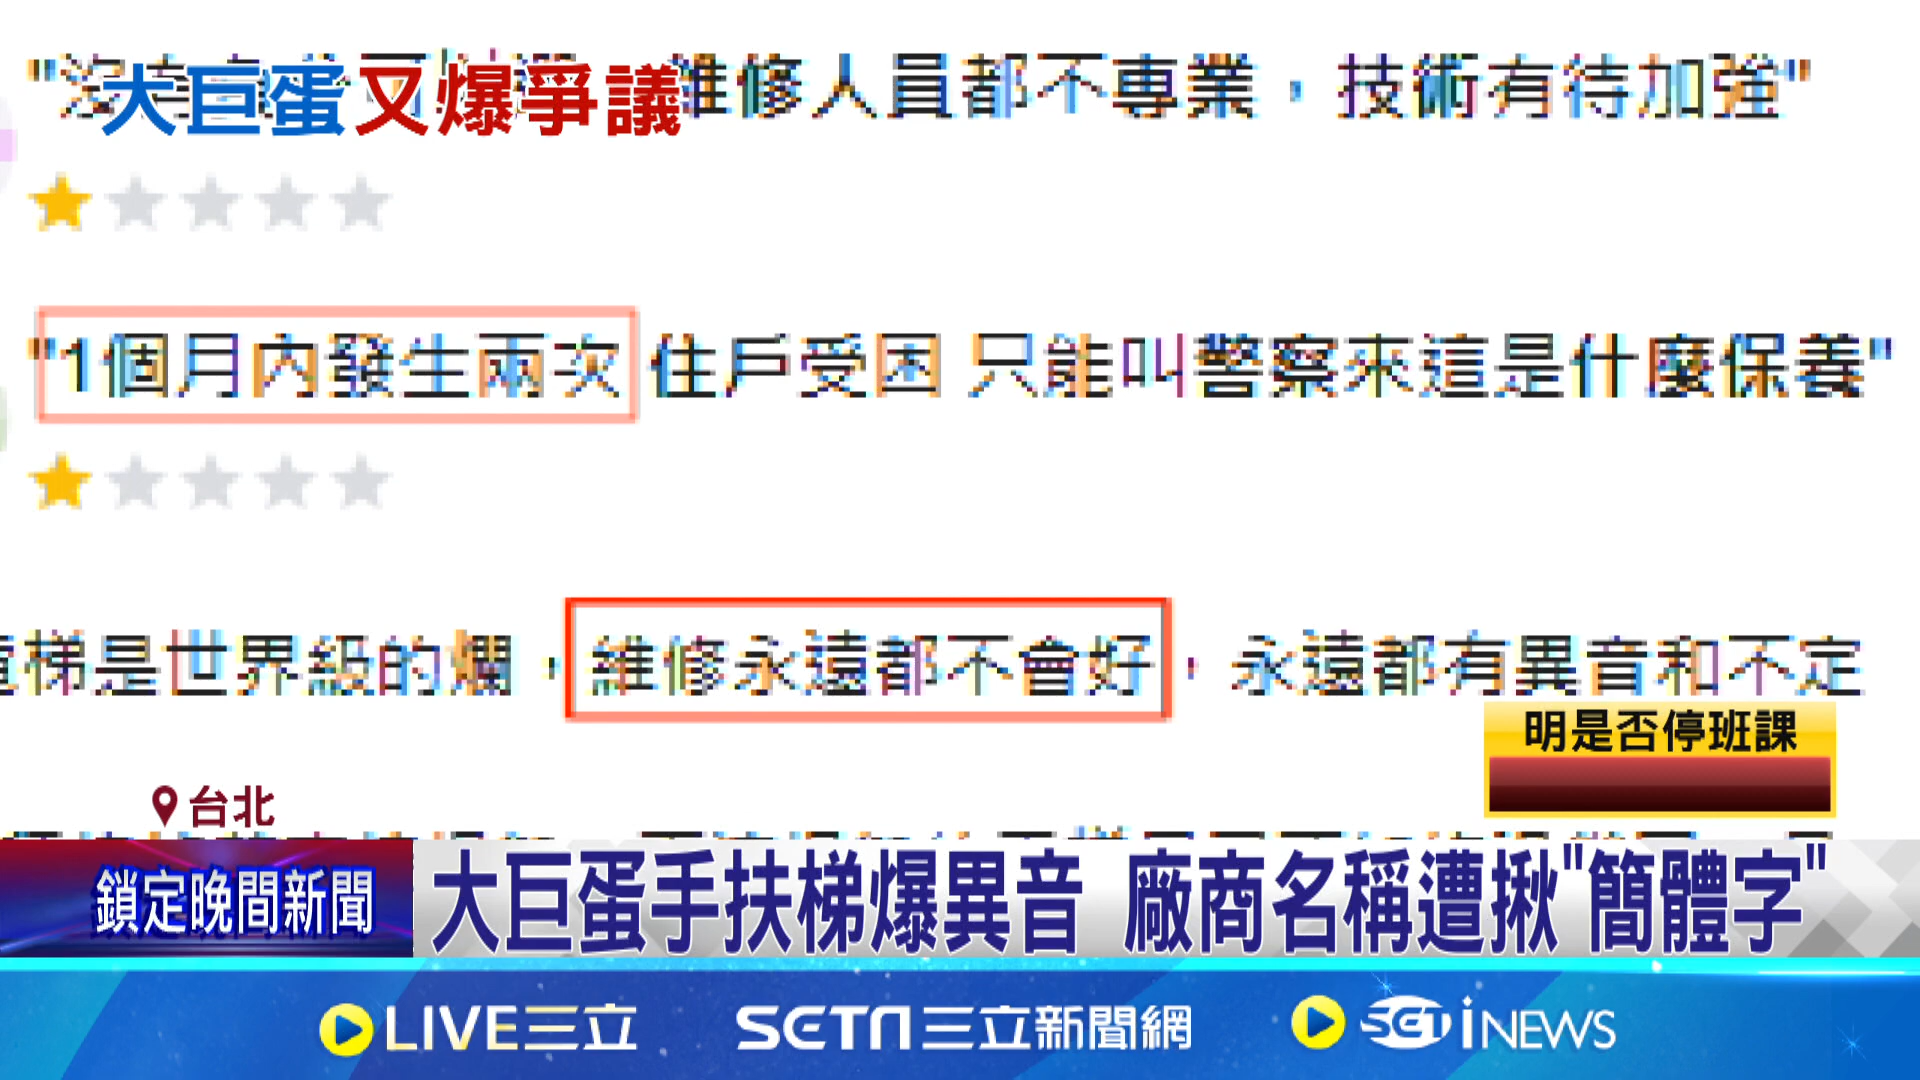 大巨蛋又爆爭議
維修人員都不專業，技術有待加強"
"1個月內發生兩次 住戶受困 只能叫警察來這是什麼保養"
梯是世界級的爛，維修永遠都不會好，永遠都有異音和不定
明是否停班課
台北
鎖定晚間新聞
大巨蛋手扶梯爆異音 廠商名稱遭揪"簡體字"
LIVE三立 SETN三立新聞網 SET iNEWS